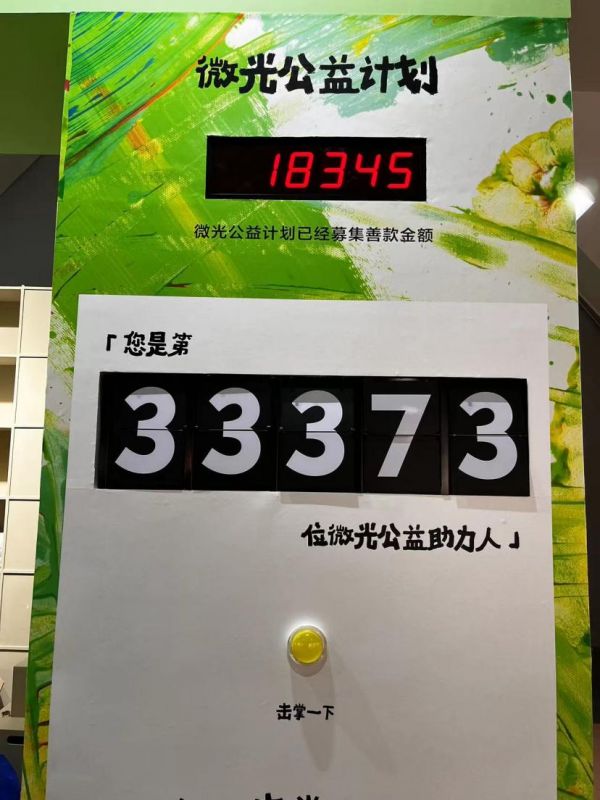 微光公益计划
18345
微光公益计划已经募集善款金额
「您是第
33373
位微光公益助力人」
击掌一下